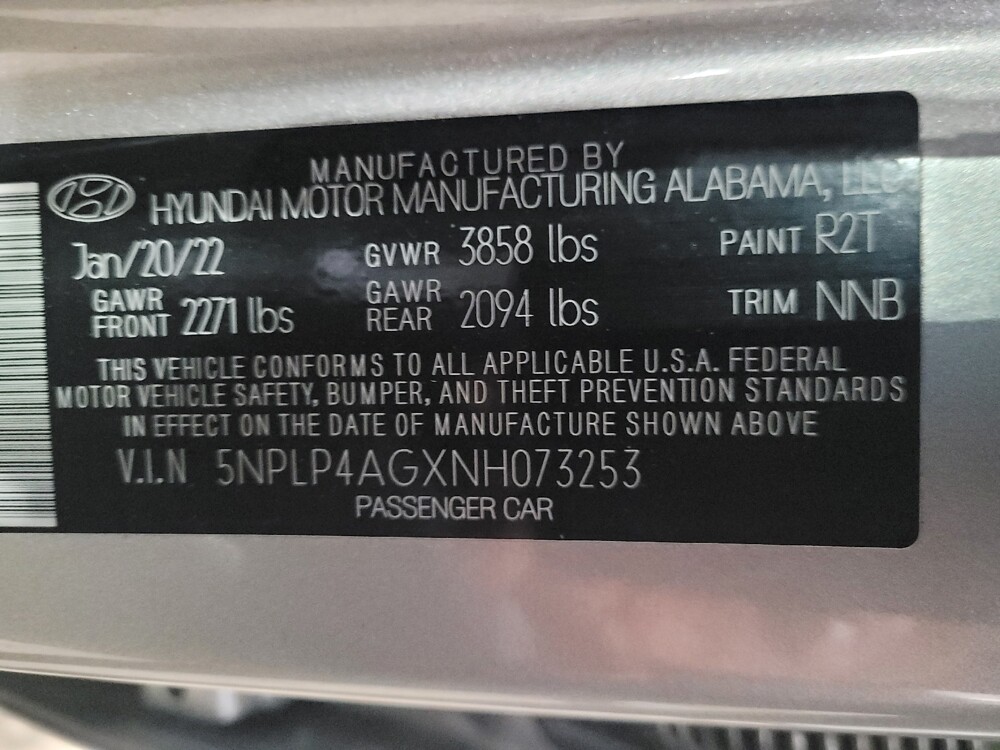 MANUFACTURED BY
HYUNDAI MOTOR MANUFACTURING ALABAMA, LLC
Jan/20/22 GVWR 3858 lbs PAINT R2T
GAWR FRONT 2271 lbs GAWR REAR 2094 lbs TRIM NNB
THIS VEHICLE CONFORMS TO ALL APPLICABLE U.S.A. FEDERAL
MOTOR VEHICLE SAFETY, BUMPER, AND THEFT PREVENTION STANDARDS
IN EFFECT ON THE DATE OF MANUFACTURE SHOWN ABOVE
V.I.N 5NPLP4AGXNH073253
PASSENGER CAR